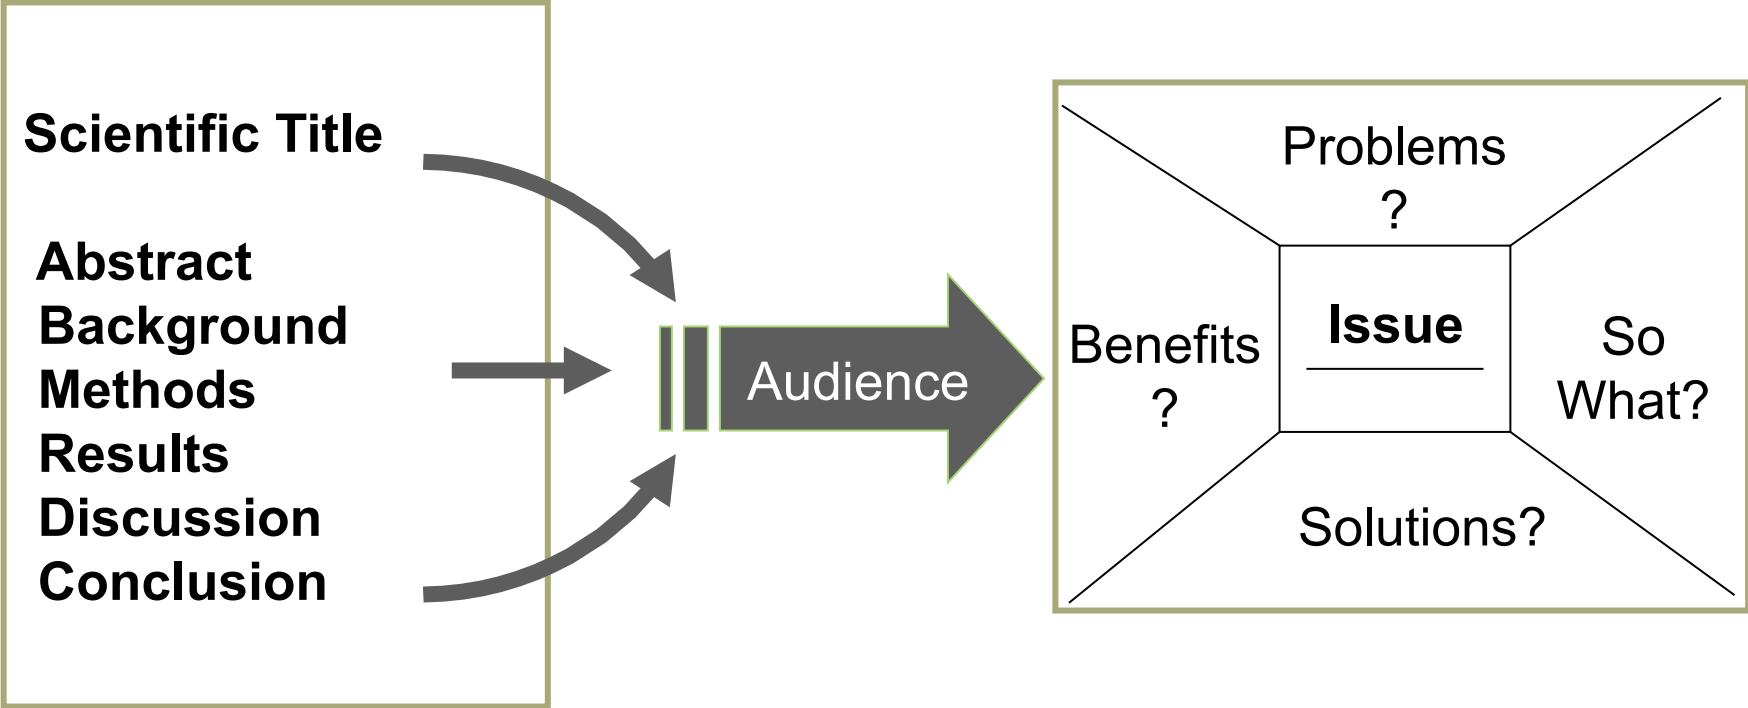 Scientific Title
Abstract
Background
Methods
Results
Discussion
Conclusion
Audience
Problems
?
Benefits
?
Issue
So
What?
Solutions?